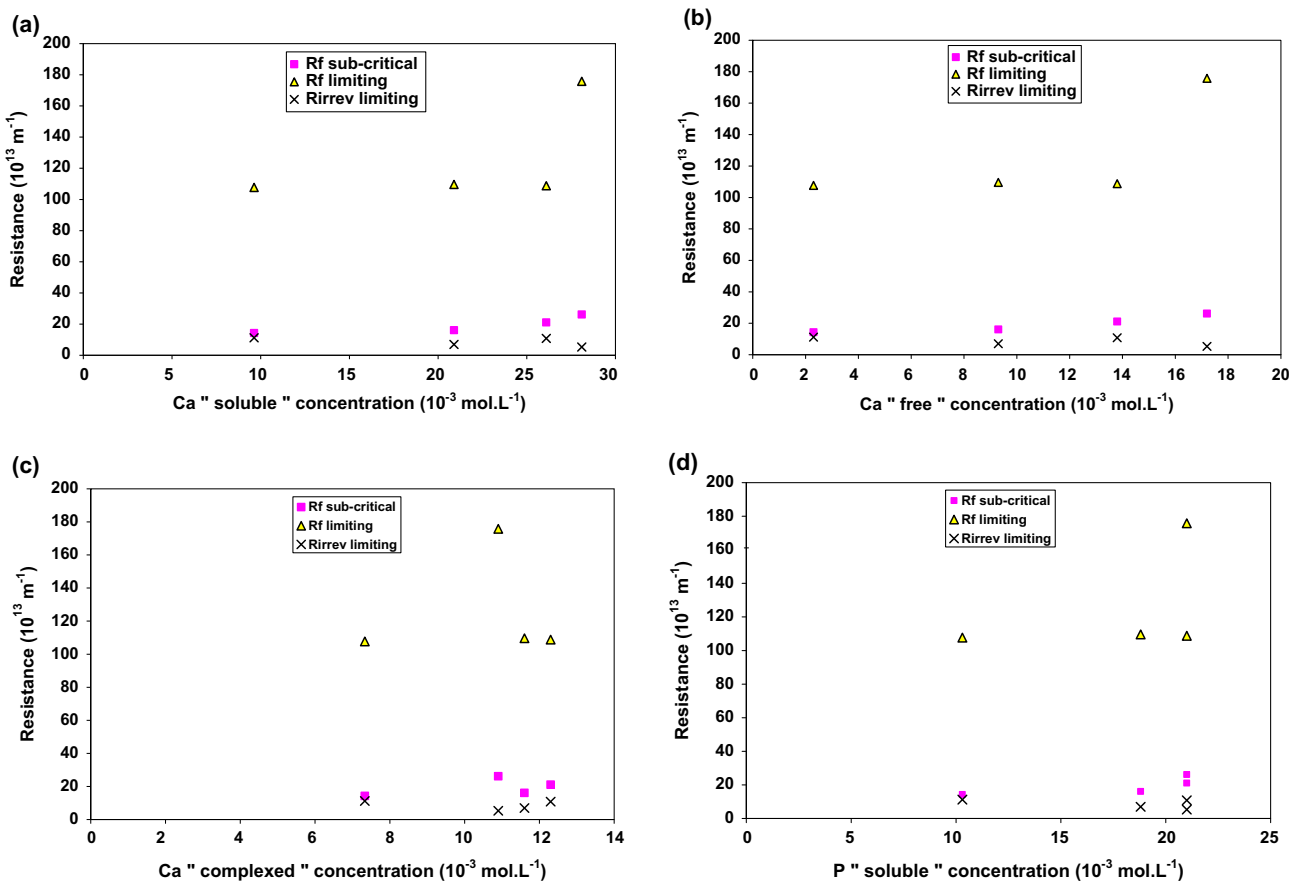 (a)
200
180
160
140
120
100
80
60
40
20
0
Resistance (10¹³ m⁻¹)
Rf sub-critical
Rf limiting
Rirrev limiting
0 5 10 15 20 25 30
Ca " soluble " concentration (10⁻³ mol.L⁻¹)
(b)
200
180
160
140
120
100
80
60
40
20
0
Resistance (10¹³ m⁻¹)
Rf sub-critical
Rf limiting
Rirrev limiting
0 2 4 6 8 10 12 14 16 18 20
Ca " free " concentration (10⁻³ mol.L⁻¹)
(c)
200
180
160
140
120
100
80
60
40
20
0
Resistance (10¹³ m⁻¹)
Rf sub-critical
Rf limiting
Rirrev limiting
0 2 4 6 8 10 12 14
Ca " complexed " concentration (10⁻³ mol.L⁻¹)
(d)
200
180
160
140
120
100
80
60
40
20
0
Resistance (10¹³ m⁻¹)
Rf sub-critical
Rf limiting
Rirrev limiting
0 5 10 15 20 25
P " soluble " concentration (10⁻³ mol.L⁻¹)